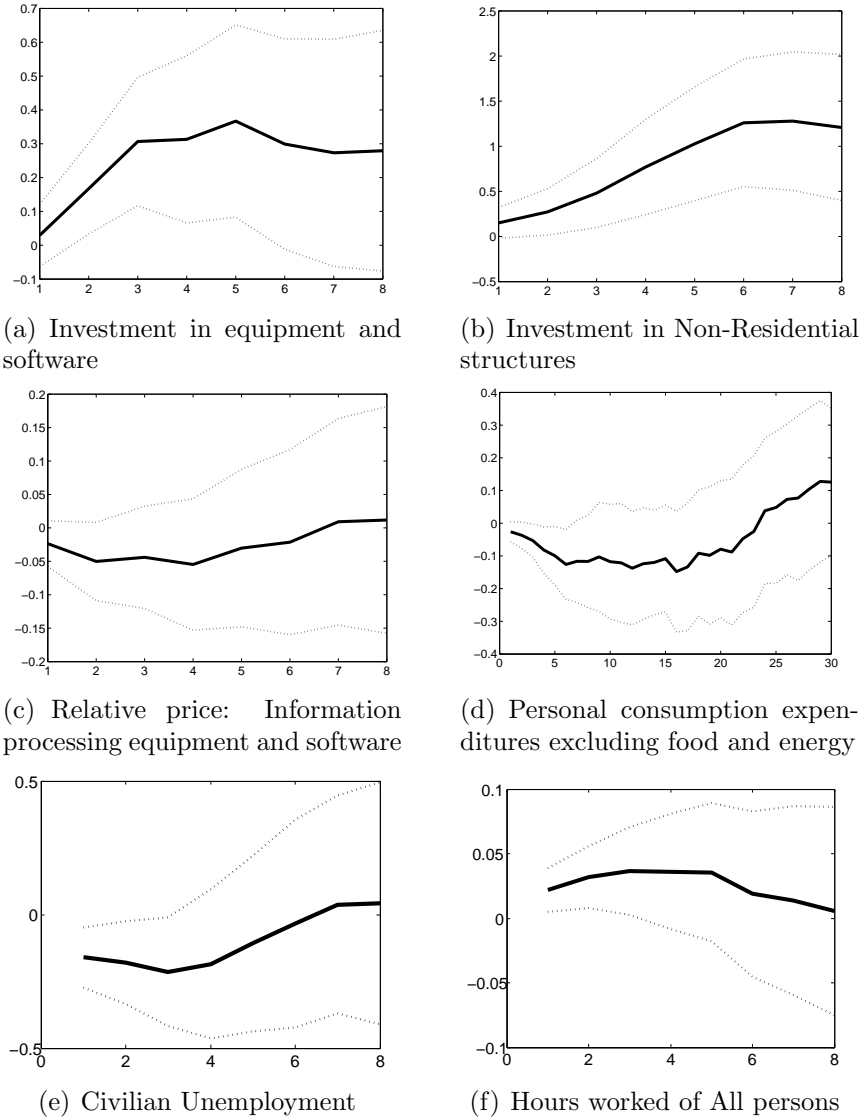 0.7
0.6
0.5
0.4
0.3
0.2
0.1
0
−0.1
1 2 3 4 5 6 7 8
(a) Investment in equipment and
software
2.5
2
1.5
1
0.5
0
−0.5
1 2 3 4 5 6 7 8
(b) Investment in Non-Residential
structures
0.2
0.15
0.1
0.05
0
−0.05
−0.1
−0.15
−0.2
1 2 3 4 5 6 7 8
(c) Relative price: Information
processing equipment and software
0.4
0.3
0.2
0.1
0
−0.1
−0.2
−0.3
−0.4
0 5 10 15 20 25 30
(d) Personal consumption expen-
ditures excluding food and energy
0.5
0
−0.5
0 2 4 6 8
(e) Civilian Unemployment
0.1
0.05
0
−0.05
−0.1
0 2 4 6 8
(f) Hours worked of All persons